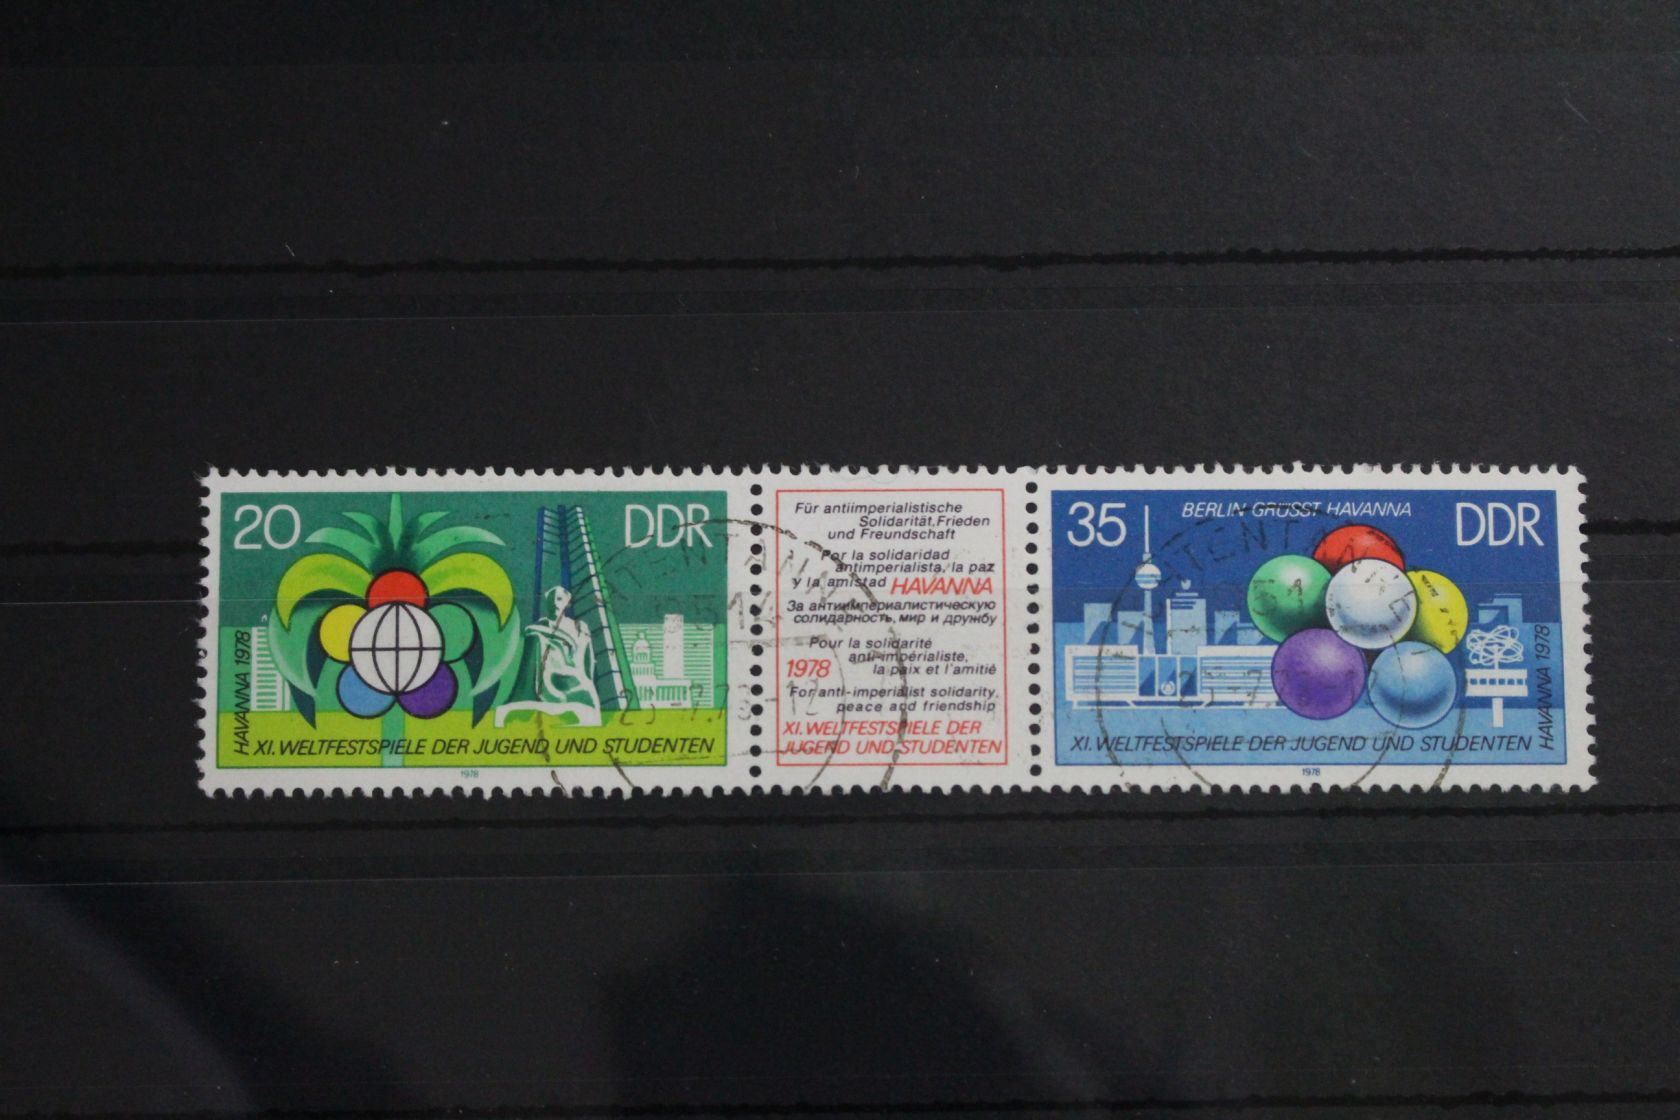 20 DDR
HAVANNA 1978
XI. WELTFESTSPIELE DER JUGEND UND STUDENTEN
1978
Für antiimperialistische
Solidarität, Frieden
und Freundschaft
Por la solidaridad
antimperialista, la paz
y la amistad HAVANNA
За антиимпериалистическую
солидарность, мир и дружбу
Pour la solidarité
anti-impérialiste,
1978 la paix et l'amitié
For anti-imperialist solidarity,
peace and friendship
XI. WELTFESTSPIELE DER
JUGEND UND STUDENTEN
35 BERLIN GRÜSST HAVANNA DDR
XI. WELTFESTSPIELE DER JUGEND UND STUDENTEN
HAVANNA 1978
1978